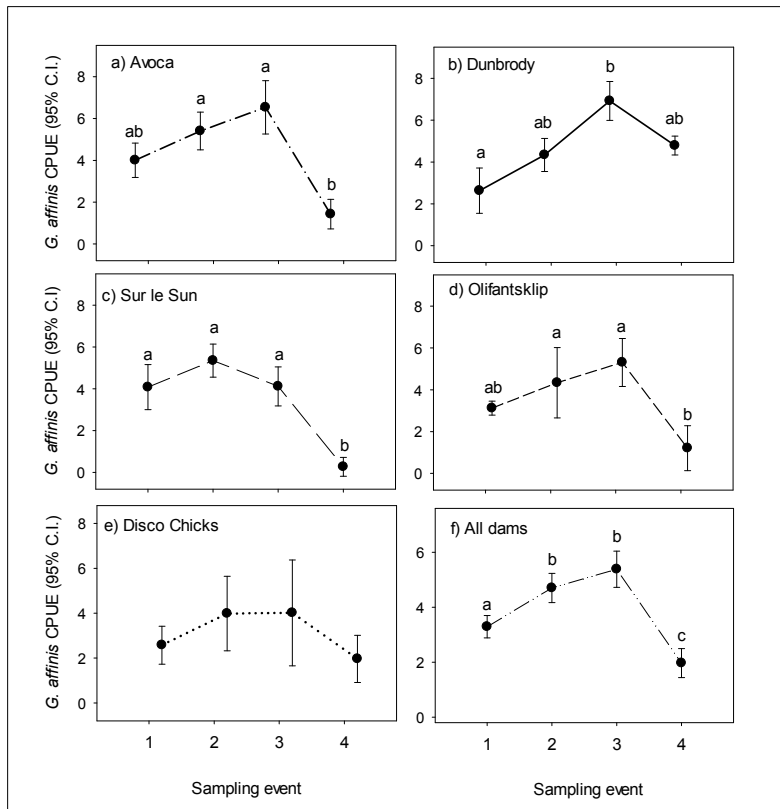 a) Avoca
G. affinis CPUE (95% C.I.)
8
6
4
2
0
ab
a
a
b
b) Dunbrody
8
6
4
2
0
a
ab
b
ab
c) Sur le Sun
G. affinis CPUE (95% C.I)
8
6
4
2
0
a
a
a
b
d) Olifantsklip
8
6
4
2
0
ab
a
a
b
e) Disco Chicks
G. affinis CPUE (95% C.I.)
8
6
4
2
0
1 2 3 4
Sampling event
f) All dams
6
4
2
0
a
b
b
c
1 2 3 4
Sampling event